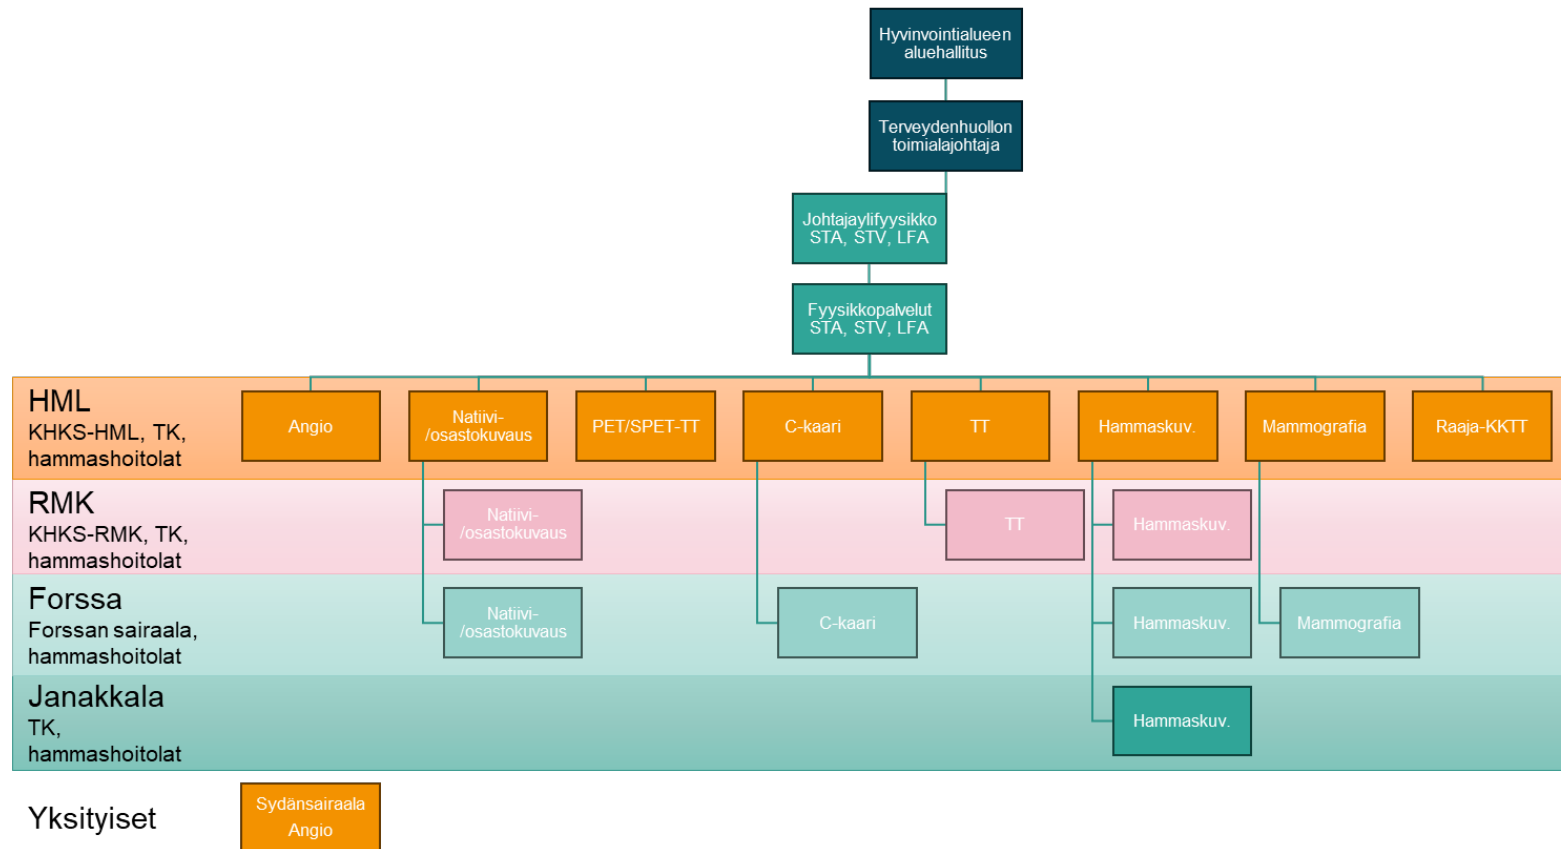 Hyvinvointialueen
aluehallitus
Terveydenhuollon
toimialajohtaja
Johtajaylifyysikko
STA, STV, LFA
Fyysikkopalvelut
STA, STV, LFA
HML
KHKS-HML, TK,
hammashoitolat
Angio
Natiivi-
/osastokuvaus
PET/SPET-TT
C-kaari
TT
Hammaskuv.
Mammografia
Raaja-KKTT
RMK
KHKS-RMK, TK,
hammashoitolat
Natiivi-
/osastokuvaus
TT
Hammaskuv.
Forssa
Forssan sairaala,
hammashoitolat
Natiivi-
/osastokuvaus
C-kaari
Hammaskuv.
Mammografia
Janakkala
TK,
hammashoitolat
Hammaskuv.
Yksityiset
Sydänsairaala
Angio